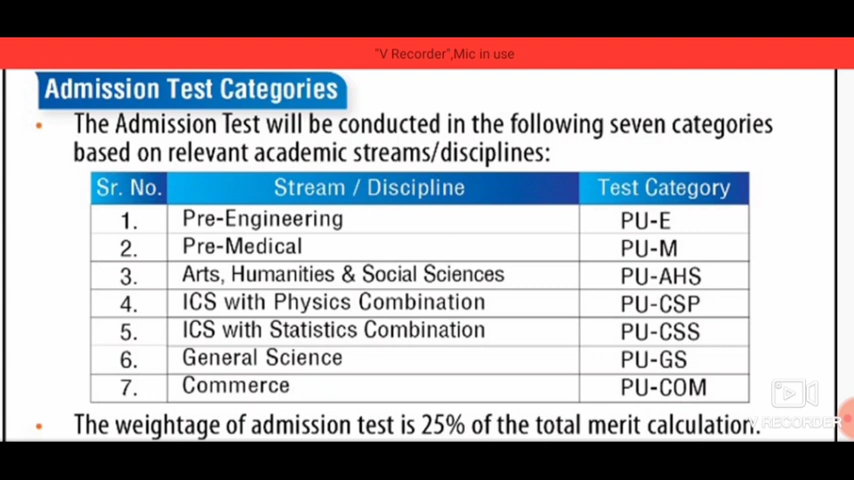 "V Recorder",Mic in use
Admission Test Categories
• The Admission Test will be conducted in the following seven categories
based on relevant academic streams/disciplines:
Sr. No. Stream / Discipline Test Category
1. Pre-Engineering PU-E
2. Pre-Medical PU-M
3. Arts, Humanities & Social Sciences PU-AHS
4. ICS with Physics Combination PU-CSP
5. ICS with Statistics Combination PU-CSS
6. General Science PU-GS
7. Commerce PU-COM
• The weightage of admission test is 25% of the total merit calculation.
V RECORDER